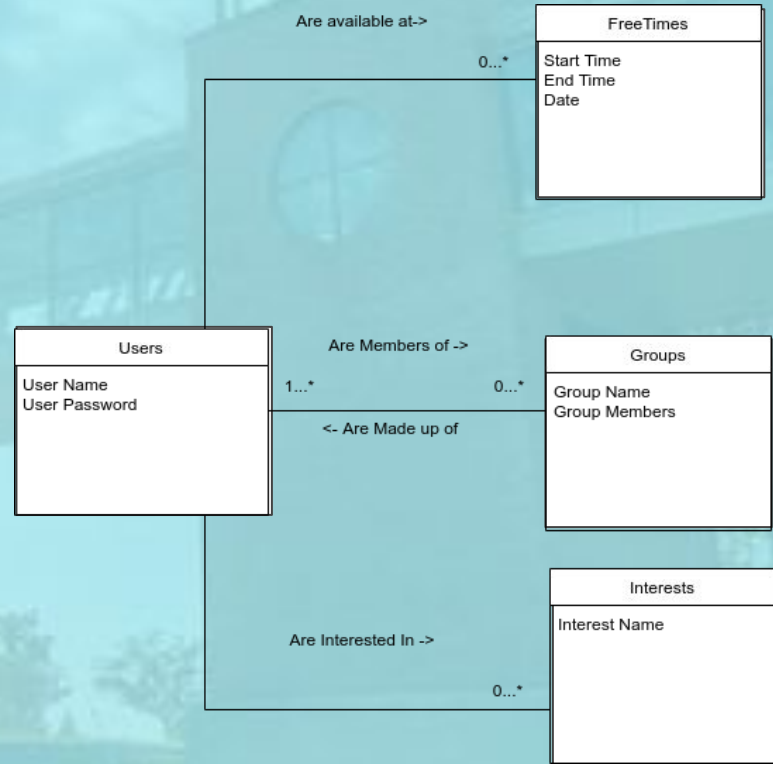 Are available at->
FreeTimes
0...*
Start Time
End Time
Date
Users
User Name
User Password
Are Members of ->
1...*
0...*
<- Are Made up of
Groups
Group Name
Group Members
Interests
Interest Name
Are Interested In ->
0...*